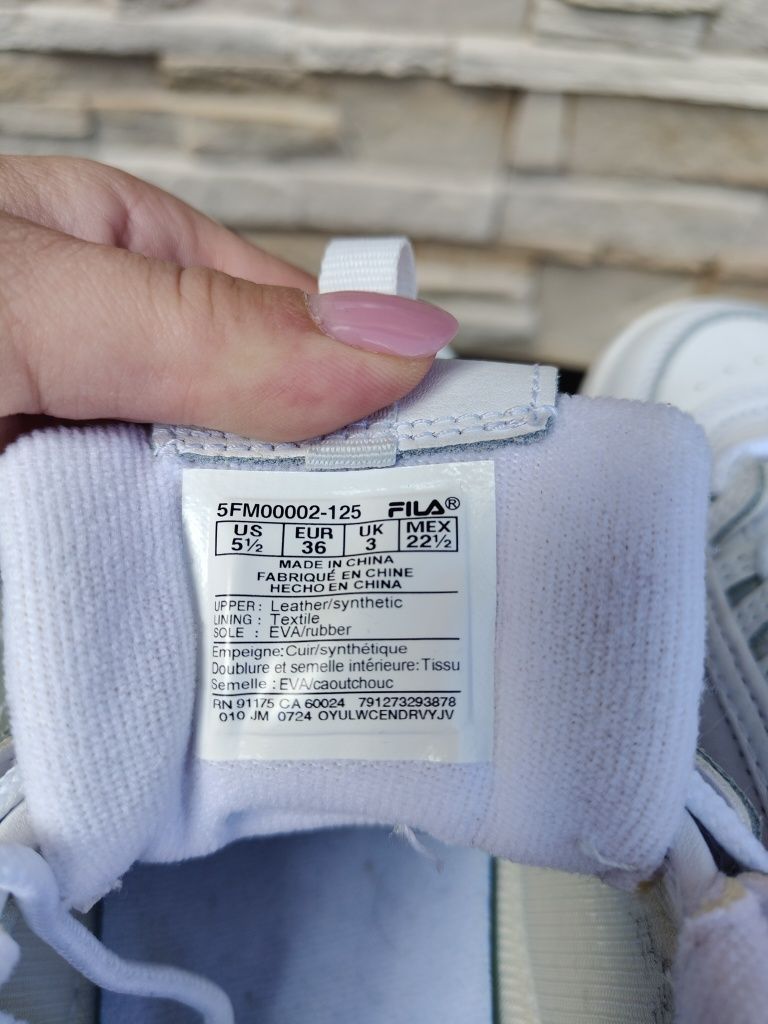 5FM00002-125 FILA®
US EUR UK MEX
5½ 36 3 22½
MADE IN CHINA
FABRIQUÉ EN CHINE
HECHO EN CHINA
UPPER : Leather/synthetic
LINING : Textile
SOLE : EVA/rubber
Empeigne: Cuir/synthétique
Doublure et semelle intérieure: Tissu
Semelle : EVA/caoutchouc
RN 91175 CA 60024 791273293878
010 JM 0724 OYULWCENDRVYJV